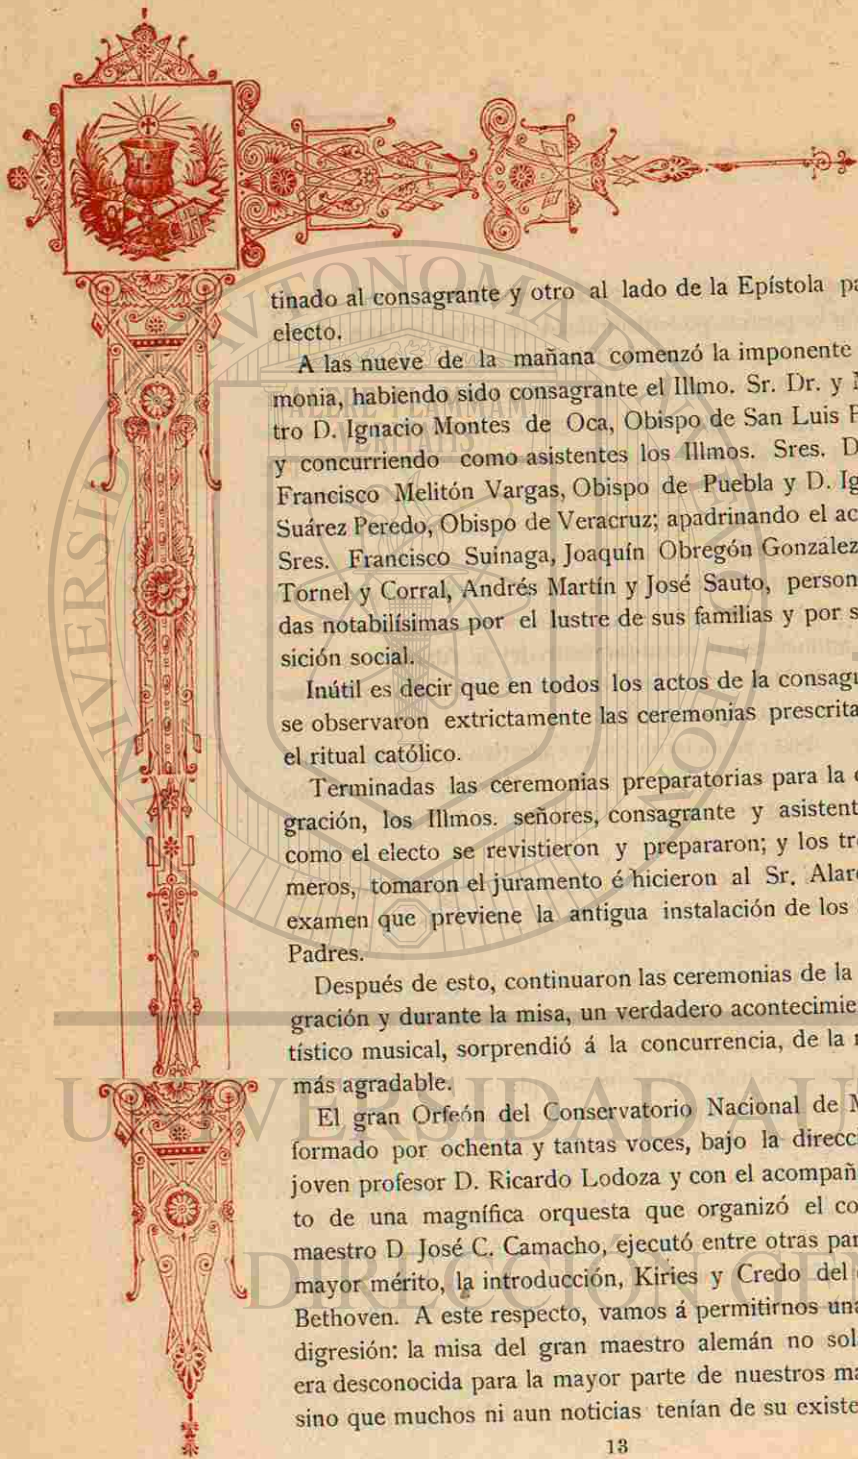 tinado al consagrante y otro al lado de la Epístola pa
electo.
A las nueve de la mañana comenzó la imponente
monia, habiendo sido consagrante el Illmo. Sr. Dr. y M
tro D. Ignacio Montes de Oca, Obispo de San Luis P
y concurriendo como asistentes los Illmos. Sres. D
Francisco Melitón Vargas, Obispo de Puebla y D. Ig
Suárez Peredo, Obispo de Veracruz; apadrinando el ac
Sres. Francisco Suinaga, Joaquín Obregón González
Tornel y Corral, Andrés Martín y José Sauto, person
das notabilísimas por el lustre de sus familias y por s
sición social.
Inútil es decir que en todos los actos de la consagr
se observaron extrictamente las ceremonias prescrita
el ritual católico.
Terminadas las ceremonias preparatorias para la c
gración, los Illmos. señores, consagrante y asistent
como el electo se revistieron y prepararon; y los tr
meros, tomaron el juramento é hicieron al Sr. Alar
examen que previene la antigua instalación de los
Padres.
Después de esto, continuaron las ceremonias de la
gración y durante la misa, un verdadero acontecimie
tístico musical, sorprendió á la concurrencia, de la m
más agradable.
El gran Orfeón del Conservatorio Nacional de M
formado por ochenta y tantas voces, bajo la direcc
joven profesor D. Ricardo Lodoza y con el acompañ
to de una magnífica orquesta que organizó el co
maestro D José C. Camacho, ejecutó entre otras par
mayor mérito, la introducción, Kiries y Credo del
Bethoven. A este respecto, vamos á permitirnos una
digresión: la misa del gran maestro alemán no sol
era desconocida para la mayor parte de nuestros ma
sino que muchos ni aun noticias tenían de su existe
13
UNIVERSIDAD AU
DIRECCIÓN GE